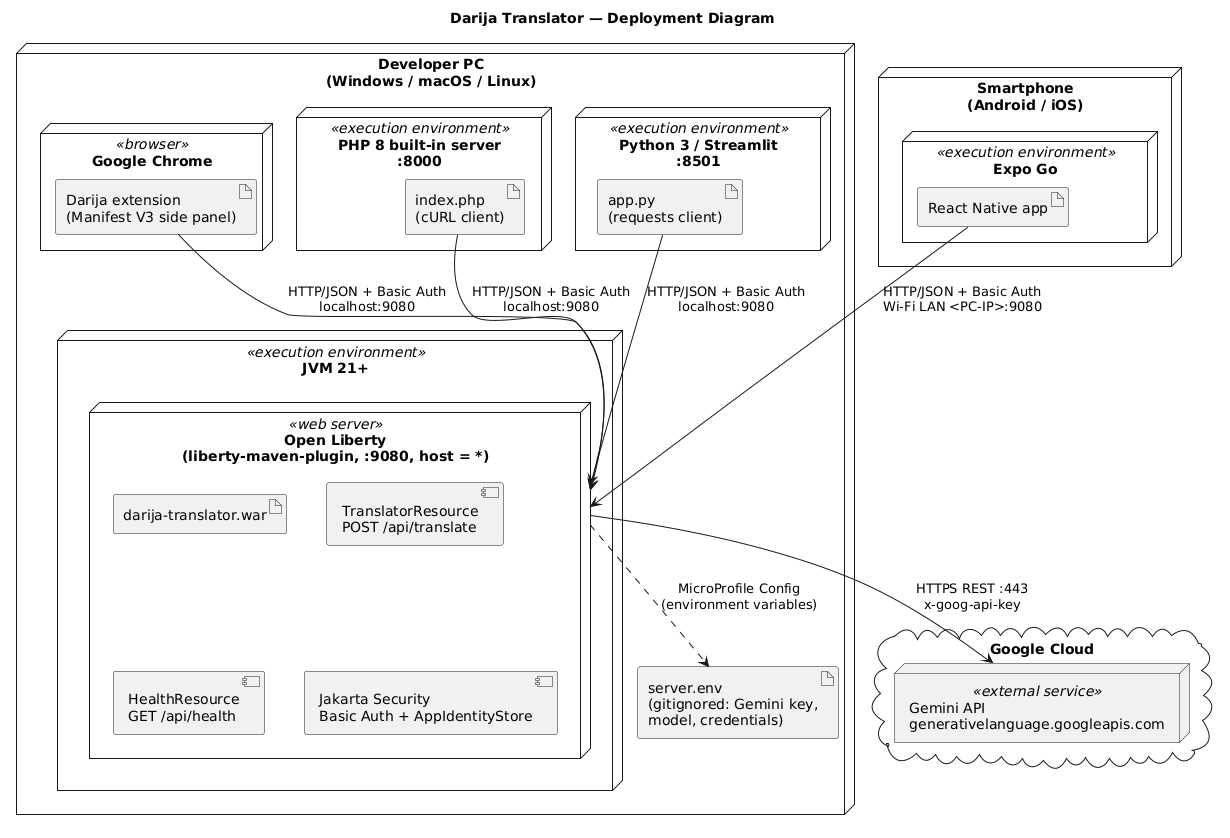 Darija Translator — Deployment Diagram
Developer PC
(Windows / macOS / Linux)
«browser»
Google Chrome
Darija extension
(Manifest V3 side panel)
«execution environment»
PHP 8 built-in server
:8000
index.php
(cURL client)
«execution environment»
Python 3 / Streamlit
:8501
app.py
(requests client)
Smartphone
(Android / iOS)
«execution environment»
Expo Go
React Native app
HTTP/JSON + Basic Auth
localhost:9080
HTTP/JSON + Basic Auth
localhost:9080
HTTP/JSON + Basic Auth
localhost:9080
HTTP/JSON + Basic Auth
Wi-Fi LAN <PC-IP>:9080
«execution environment»
JVM 21+
«web server»
Open Liberty
(liberty-maven-plugin, :9080, host = *)
darija-translator.war
TranslatorResource
POST /api/translate
HealthResource
GET /api/health
Jakarta Security
Basic Auth + AppIdentityStore
MicroProfile Config
(environment variables)
server.env
(gitignored: Gemini key,
model, credentials)
HTTPS REST :443
x-goog-api-key
Google Cloud
«external service»
Gemini API
generativelanguage.googleapis.com